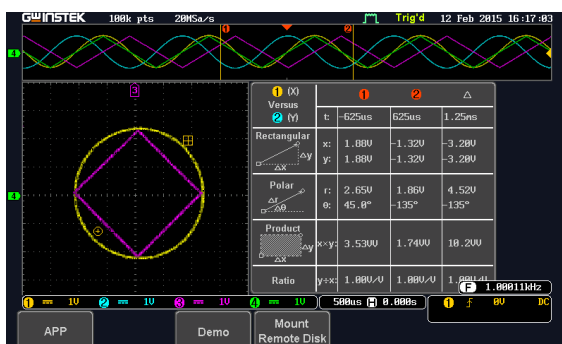 GWINSTEK 100k pts 20MSa/s Trig'd 12 Feb 2015 16:17:03
1 2
4
3
4
1 (X) Versus 2 (Y) 1 2 △
t: -625us 625us 1.25ms
Rectangular △y △x x: 1.88V -1.32V -3.20V
y: 1.88V -1.32V -3.20V
Polar △r △θ r: 2.65V 1.86V 4.52V
θ: 45.0° -135° -135°
Product △y △x x×y: 3.53VV 1.74VV 10.2VV
Ratio y÷x: 1.00V/V 1.00V/V 1.00V/V
F 1.00011kHz
1 1V 2 1V 3 1V 4 1V 500us H 0.000s 1 0V DC
APP Demo Mount
Remote Disk